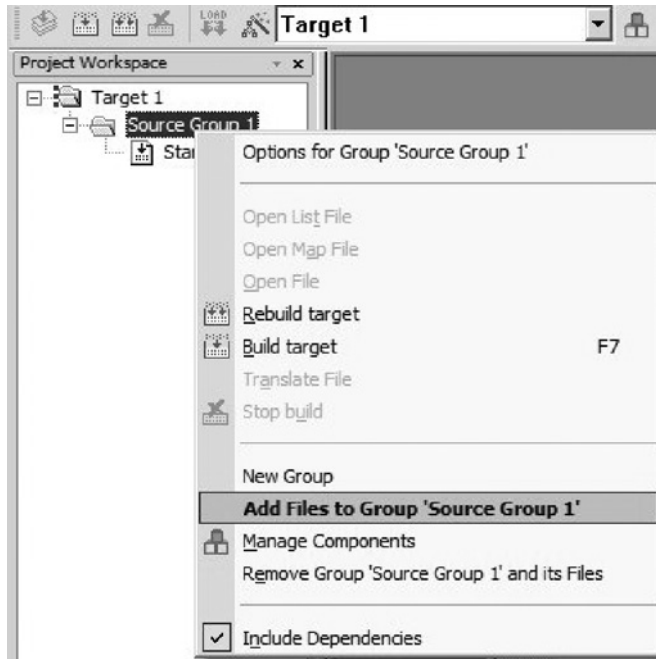 LOAD
Target 1
Project Workspace
Target 1
Source Group 1
Options for Group 'Source Group 1'
Open List File
Open Map File
Open File
Rebuild target
Build target F7
Translate File
Stop build
New Group
Add Files to Group 'Source Group 1'
Manage Components
Remove Group 'Source Group 1' and its Files
Include Dependencies